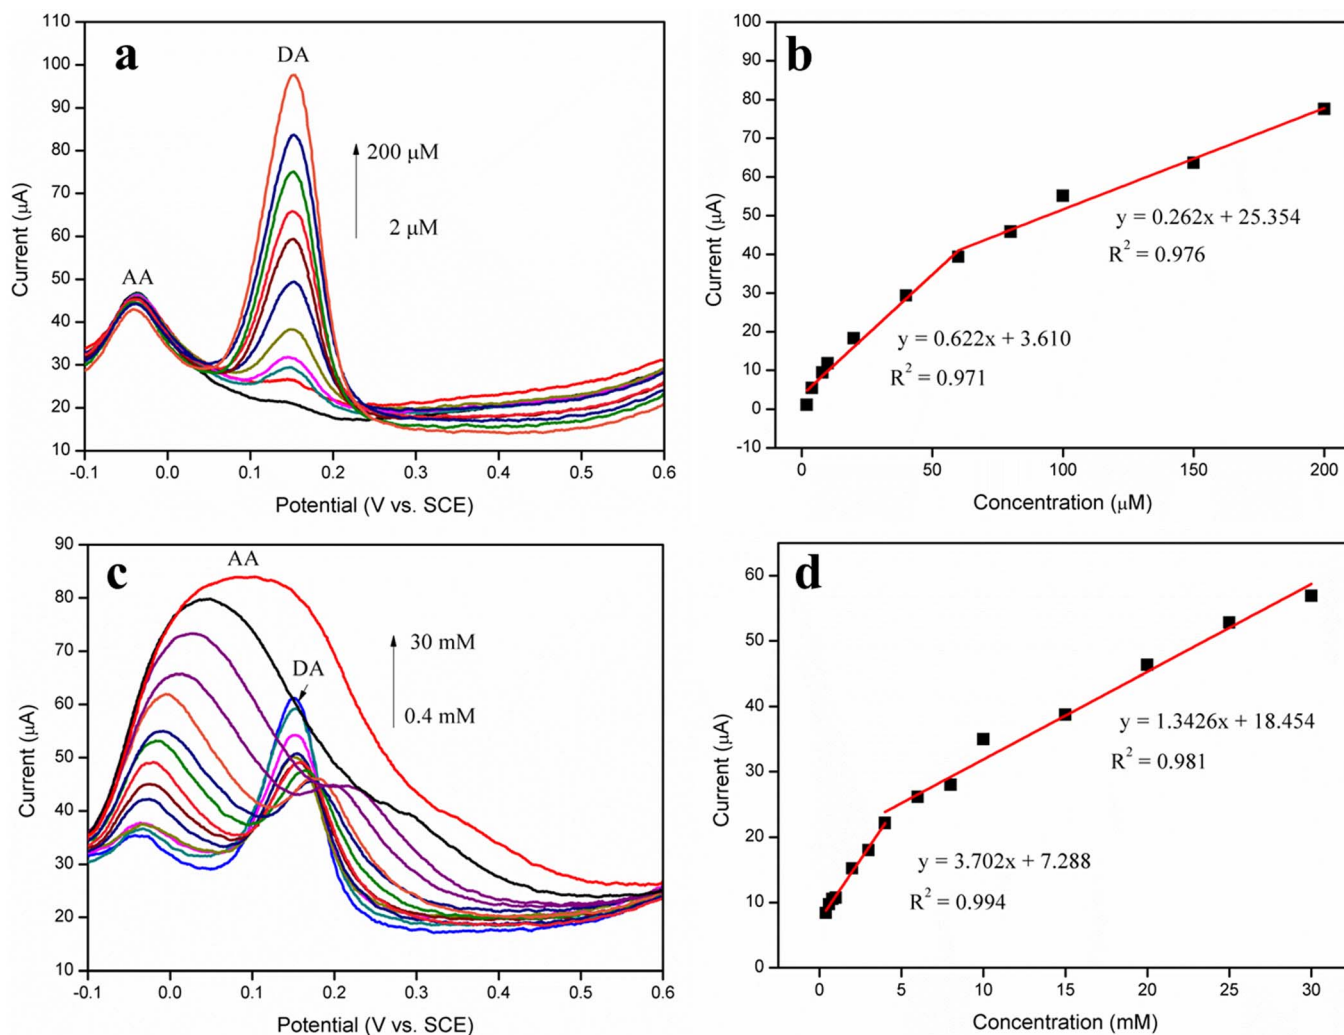 a
DA
AA
200 μM
2 μM
Current (μA)
110
100
90
80
70
60
50
40
30
20
10
-0.1
0.0
0.1
0.2
0.3
0.4
0.5
0.6
Potential (V vs. SCE)
b
Current (μA)
100
90
80
70
60
50
40
30
20
10
0
-10
y = 0.262x + 25.354
R² = 0.976
y = 0.622x + 3.610
R² = 0.971
0
50
100
150
200
Concentration (μM)
c
AA
DA
30 mM
0.4 mM
Current (μA)
90
80
70
60
50
40
30
20
10
-0.1
0.0
0.1
0.2
0.3
0.4
0.5
0.6
Potential (V vs. SCE)
d
Current (μA)
60
50
40
30
20
10
0
y = 1.3426x + 18.454
R² = 0.981
y = 3.702x + 7.288
R² = 0.994
0
5
10
15
20
25
30
Concentration (mM)